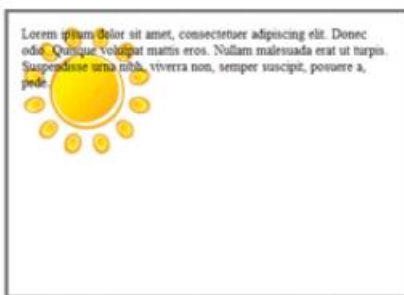 Lorem ipsum dolor sit amet, consectetuer adipiscing elit. Donec
odio. Quisque volutpat mattis eros. Nullam malesuada erat ut turpis.
Suspendisse urna nibh, viverra non, semper suscipit, posuere a,
pede.